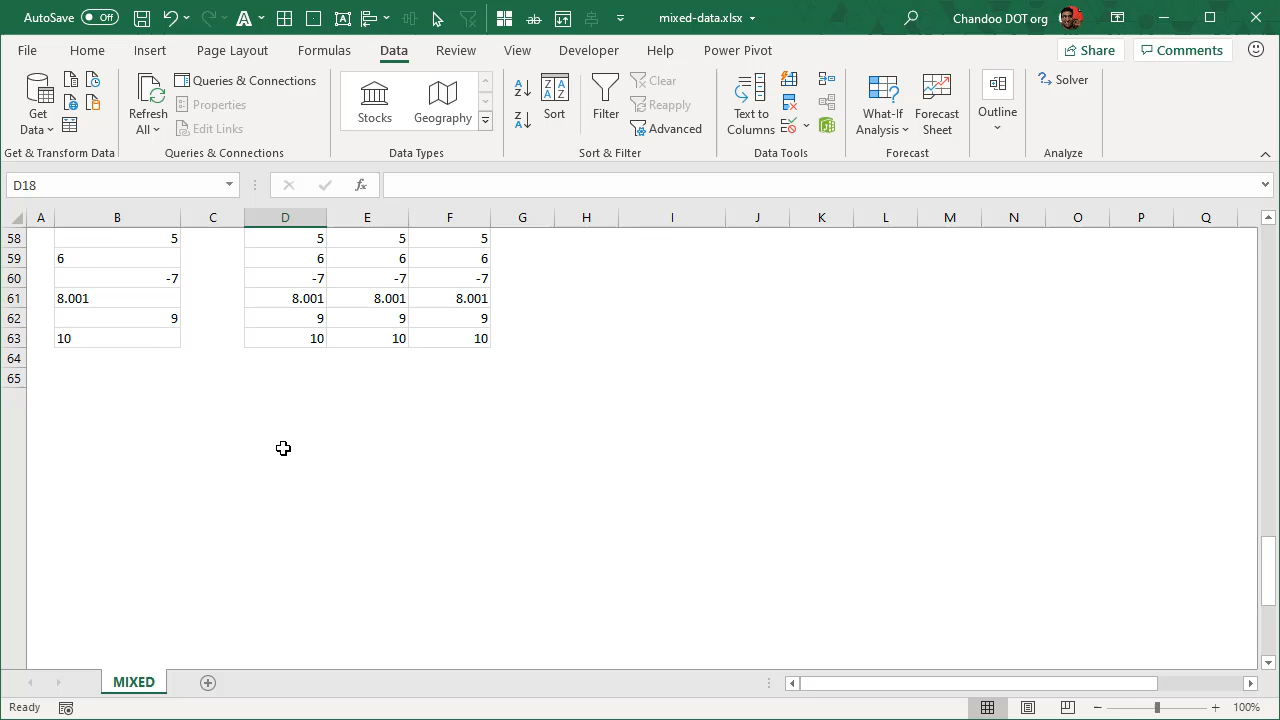 AutoSave Off mixed-data.xlsx Chandoo DOT org
File Home Insert Page Layout Formulas Data Review View Developer Help Power Pivot Share Comments
Get Data
Refresh All
Queries & Connections
Properties
Edit Links
Stocks
Geography
Sort
Filter
Clear
Reapply
Advanced
Text to Columns
What-If Analysis
Forecast Sheet
Outline
Solver
Get & Transform Data Queries & Connections Data Types Sort & Filter Data Tools Forecast Analyze
D18 fx
A B C D E F G H I J K L M N O P Q
58 5 5 5 5
59 6 6 6 6
60 -7 -7 -7 -7
61 8.001 8.001 8.001 8.001
62 9 9 9 9
63 10 10 10 10
64
65
MIXED
Ready 100%